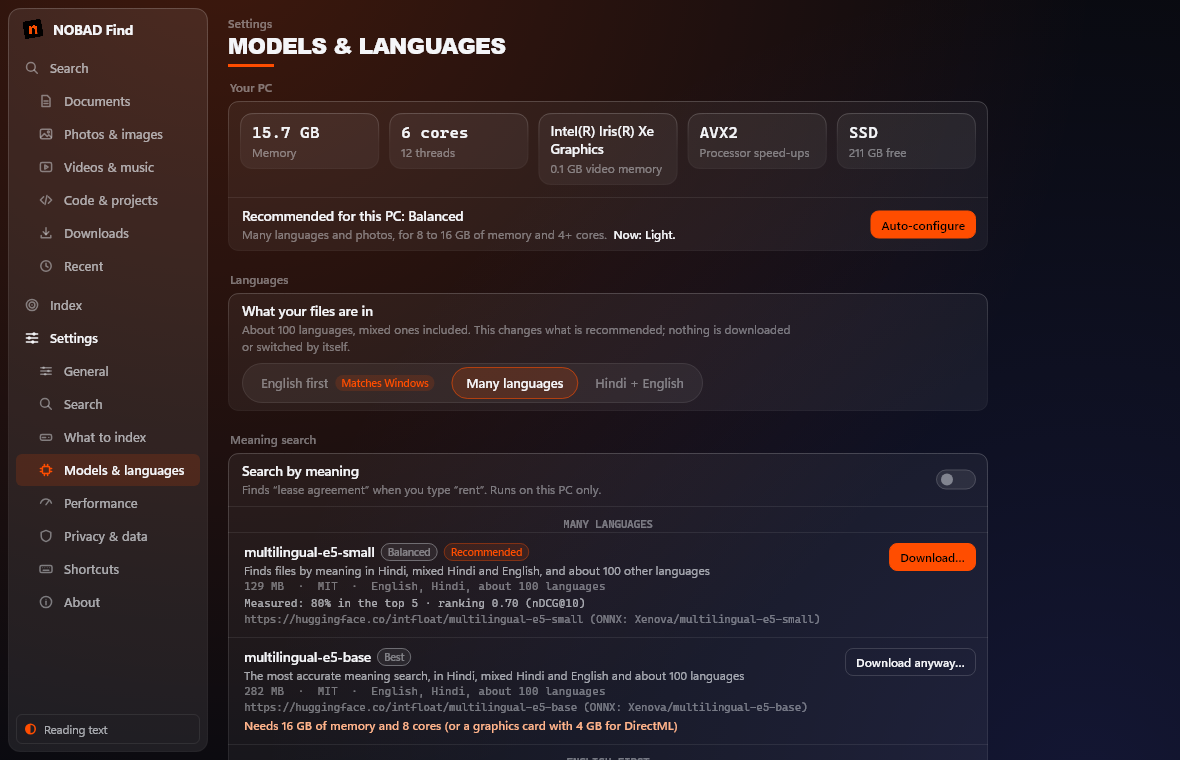 NOBAD Find
Search
Documents
Photos & images
Videos & music
Code & projects
Downloads
Recent
Index
Settings
General
Search
What to index
Models & languages
Performance
Privacy & data
Shortcuts
About
Reading text
Settings
MODELS & LANGUAGES
Your PC
15.7 GB
Memory
6 cores
12 threads
Intel(R) Iris(R) Xe
Graphics
0.1 GB video memory
AVX2
Processor speed-ups
SSD
211 GB free
Recommended for this PC: Balanced
Many languages and photos, for 8 to 16 GB of memory and 4+ cores. Now: Light.
Auto-configure
Languages
What your files are in
About 100 languages, mixed ones included. This changes what is recommended; nothing is downloaded
or switched by itself.
English first Matches Windows Many languages Hindi + English
Meaning search
Search by meaning
Finds “lease agreement” when you type “rent”. Runs on this PC only.
MANY LANGUAGES
multilingual-e5-small Balanced Recommended
Download...
Finds files by meaning in Hindi, mixed Hindi and English, and about 100 other languages
129 MB · MIT · English, Hindi, about 100 languages
Measured: 80% in the top 5 · ranking 0.70 (nDCG@10)
https://huggingface.co/intfloat/multilingual-e5-small (ONNX: Xenova/multilingual-e5-small)
multilingual-e5-base Best
Download anyway...
The most accurate meaning search, in Hindi, mixed Hindi and English and about 100 languages
282 MB · MIT · English, Hindi, about 100 languages
https://huggingface.co/intfloat/multilingual-e5-base (ONNX: Xenova/multilingual-e5-base)
Needs 16 GB of memory and 8 cores (or a graphics card with 4 GB for DirectML)